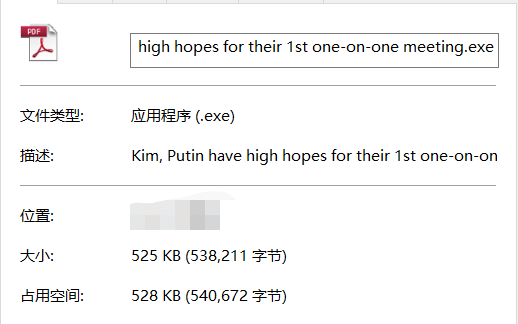 PDF
high hopes for their 1st one-on-one meeting.exe
文件类型: 应用程序 (.exe)
描述: Kim, Putin have high hopes for their 1st one-on-on
位置:
大小: 525 KB (538,211 字节)
占用空间: 528 KB (540,672 字节)